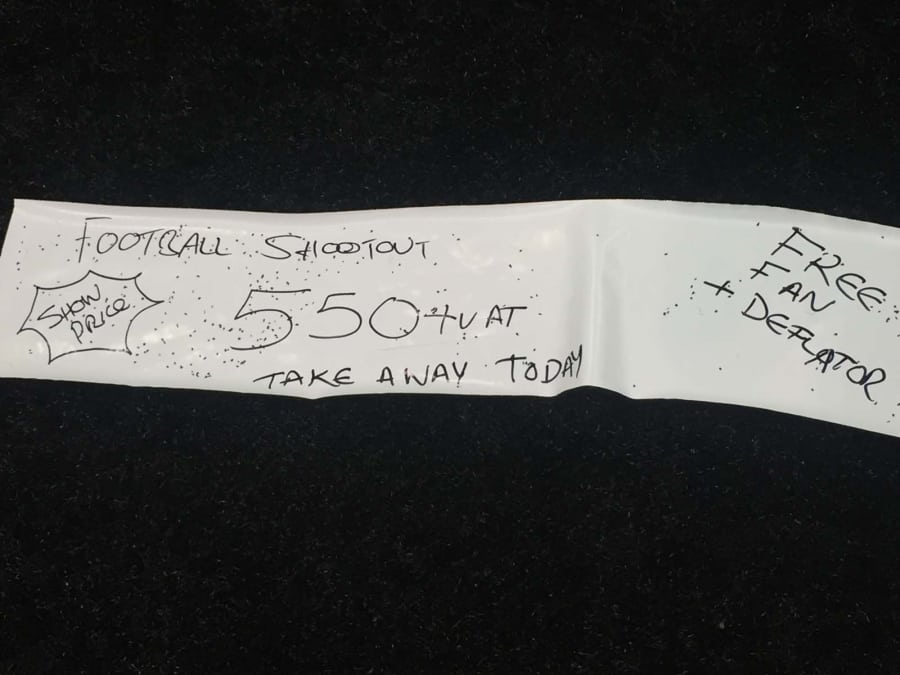 FOOTBALL SHOOTOUT
SHOW
PRICE
550+VAT
TAKE AWAY TODAY
FREE
FAN
+ DEFLATOR